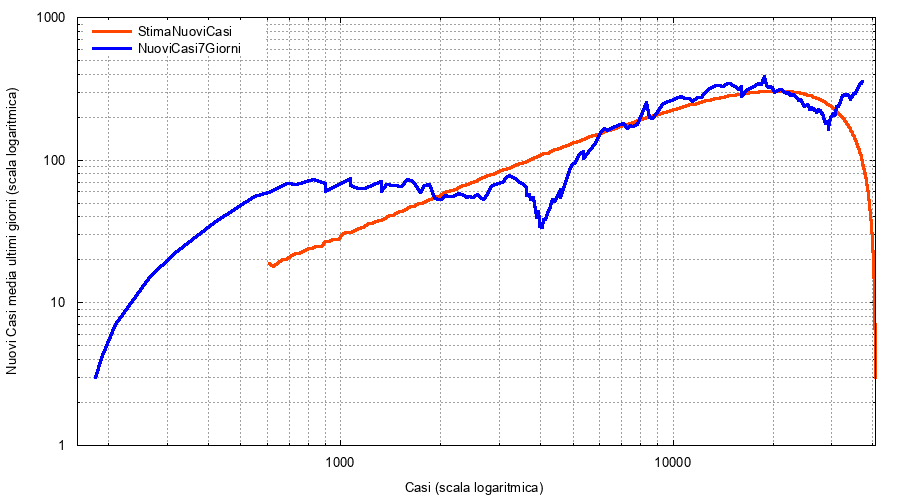 1000
StimaNuoviCasi
NuoviCasi7Giorni
100
10
1
1000
10000
Nuovi Casi media ultimi giorni (scala logaritmica)
Casi (scala logaritmica)